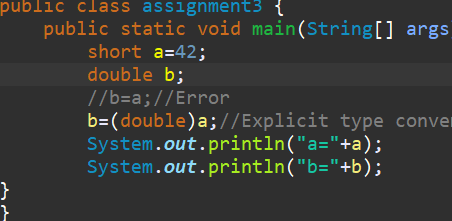 public class assignment3 {
public static void main(String[] args
short a=42;
double b;
//b=a;//Error
b=(double)a;//Explicit type conve
System.out.println("a="+a);
System.out.println("b="+b);
}
}